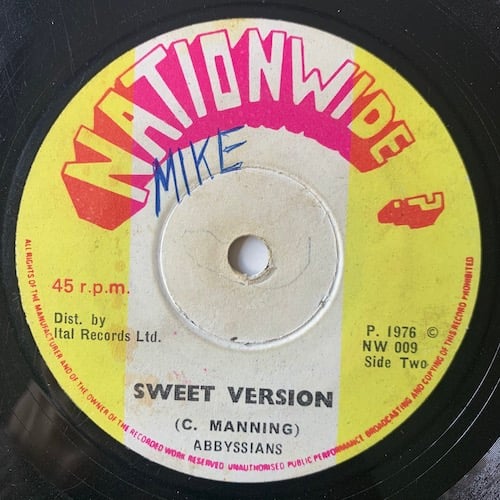 NATIONWIDE
MIKE
45 r.p.m.
Dist. by
Ital Records Ltd.
P. 1976 ©
NW 009
Side Two
SWEET VERSION
(C. MANNING)
ABBYSSIANS
ALL RIGHTS OF THE MANUFACTURER AND OF THE OWNER OF THE RECORDED WORK RESERVED UNAUTHORISED PUBLIC PERFORMANCE BROADCASTING AND COPYING OF THIS RECORD PROHIBITED